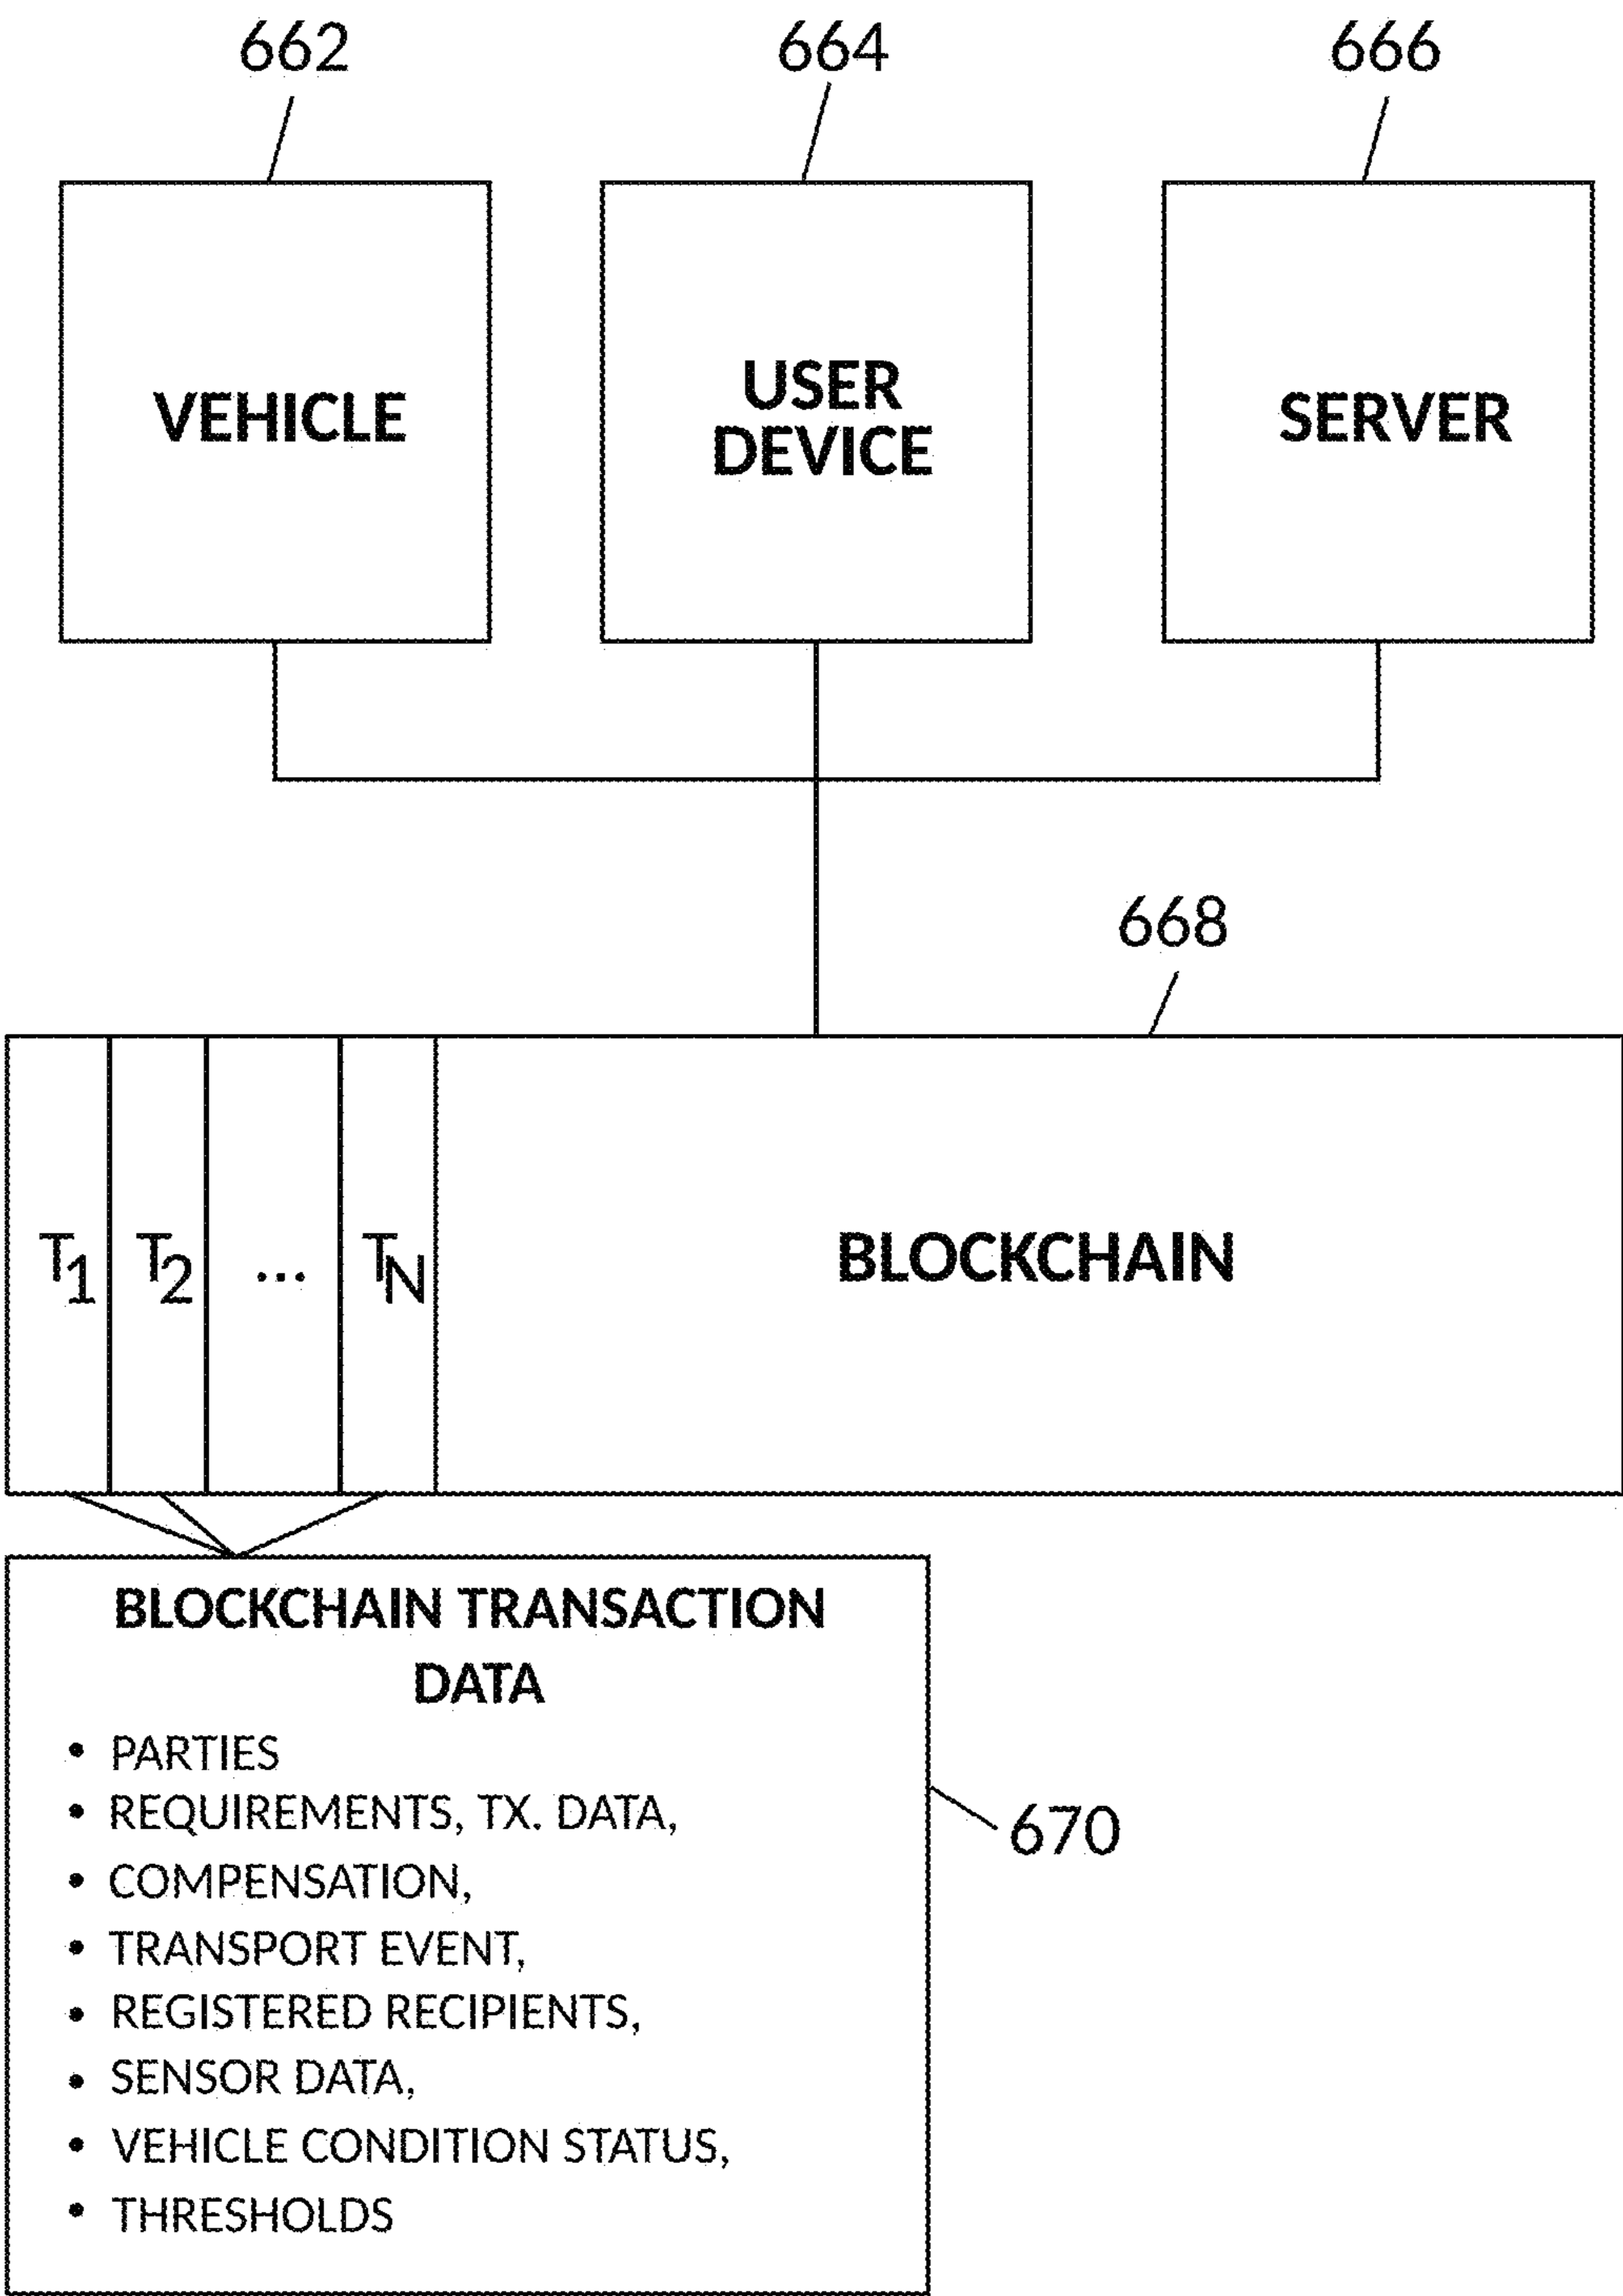 662 664 666
VEHICLE
USER
DEVICE
SERVER
668
T1 T2 ... TN BLOCKCHAIN
BLOCKCHAIN TRANSACTION
DATA
• PARTIES
• REQUIREMENTS, TX. DATA,
• COMPENSATION,
• TRANSPORT EVENT,
• REGISTERED RECIPIENTS,
• SENSOR DATA,
• VEHICLE CONDITION STATUS,
• THRESHOLDS
670